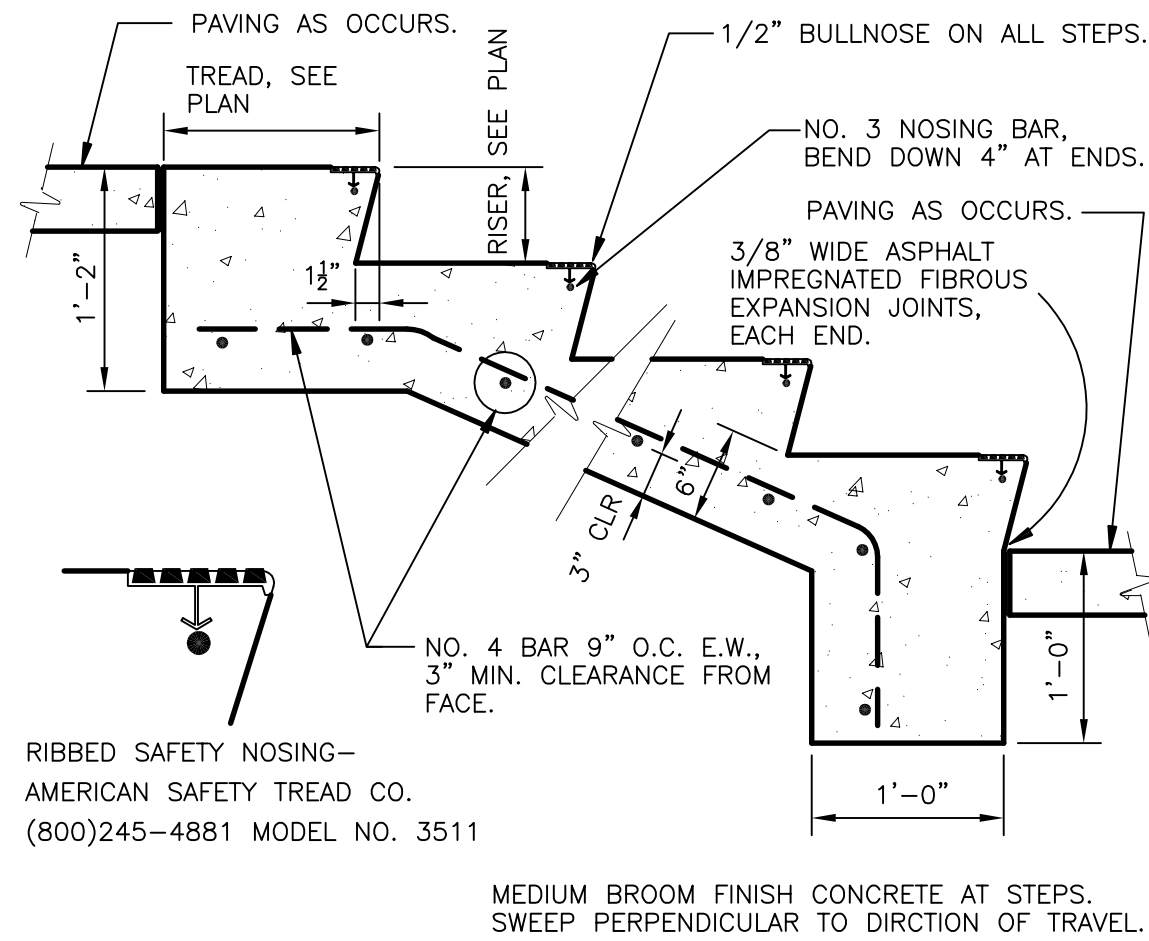 PAVING AS OCCURS.
1/2" BULLNOSE ON ALL STEPS.
TREAD, SEE
PLAN
RISER, SEE PLAN
NO. 3 NOSING BAR,
BEND DOWN 4" AT ENDS.
PAVING AS OCCURS.
3/8" WIDE ASPHALT
IMPREGNATED FIBROUS
EXPANSION JOINTS,
EACH END.
1'-2"
1½"
6"
3" CLR
NO. 4 BAR 9" O.C. E.W.,
3" MIN. CLEARANCE FROM
FACE.
1'-0"
1'-0"
RIBBED SAFETY NOSING-
AMERICAN SAFETY TREAD CO.
(800)245-4881 MODEL NO. 3511
MEDIUM BROOM FINISH CONCRETE AT STEPS.
SWEEP PERPENDICULAR TO DIRCTION OF TRAVEL.